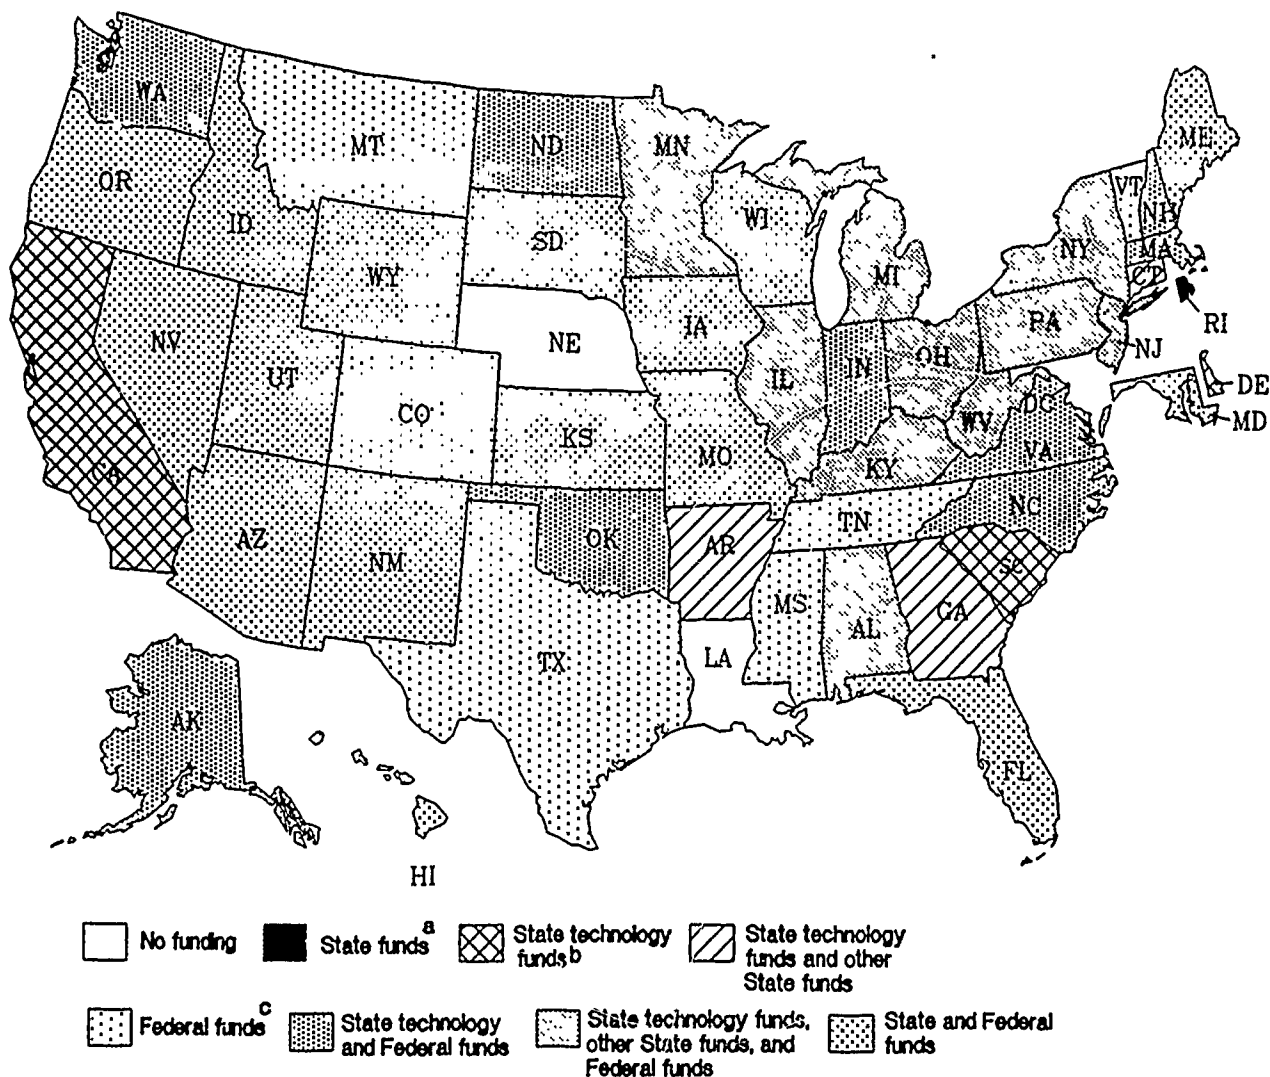 WA
MT
ND
MN
ME
OR
ID
SD
WI
VT
NH
NY
MA
CT
WY
MI
NV
NE
IA
PA
RI
NJ
UT
CO
IL
IN
OH
DE
KS
MO
WV
DC
MD
CA
KY
VA
AZ
NM
OK
AR
TN
NC
SC
MS
AL
GA
TX
LA
AK
FL
HI
No funding
State funds a
State technology
funds b
State technology
funds and other
State funds
Federal funds c
State technology
and Federal funds
State technology funds,
other State funds, and
Federal funds
State and Federal
funds